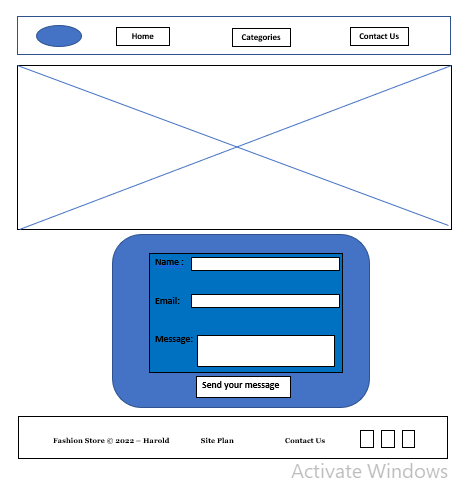 Home
Categories
Contact Us
Name :
Email:
Message:
Send your message
Fashion Store © 2022 – Harold
Site Plan
Contact Us
Activate Windows